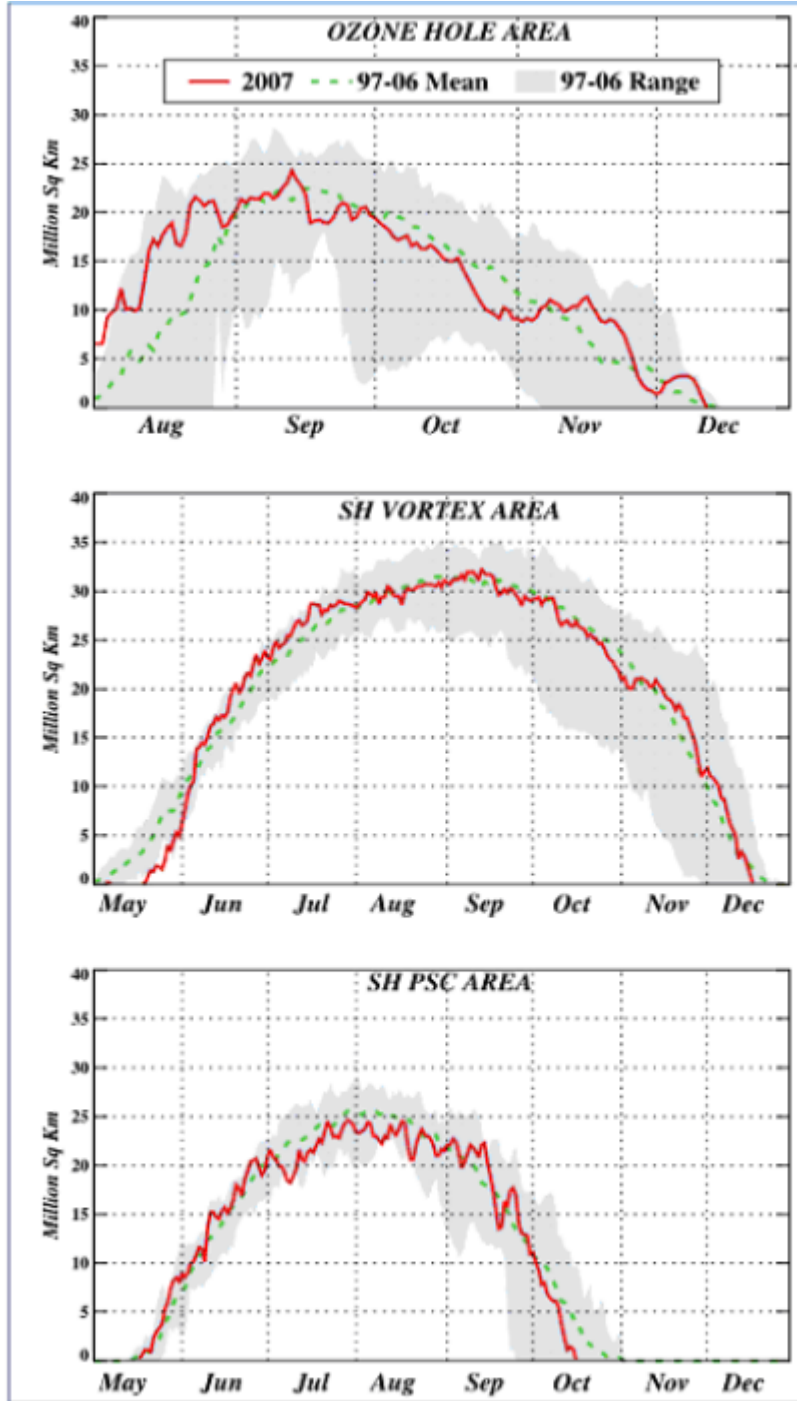 OZONE HOLE AREA
2007 97-06 Mean 97-06 Range
Million Sq Km
40
35
30
25
20
15
10
5
0
Aug Sep Oct Nov Dec
SH VORTEX AREA
Million Sq Km
40
35
30
25
20
15
10
5
0
May Jun Jul Aug Sep Oct Nov Dec
SH PSC AREA
Million Sq Km
40
35
30
25
20
15
10
5
0
May Jun Jul Aug Sep Oct Nov Dec